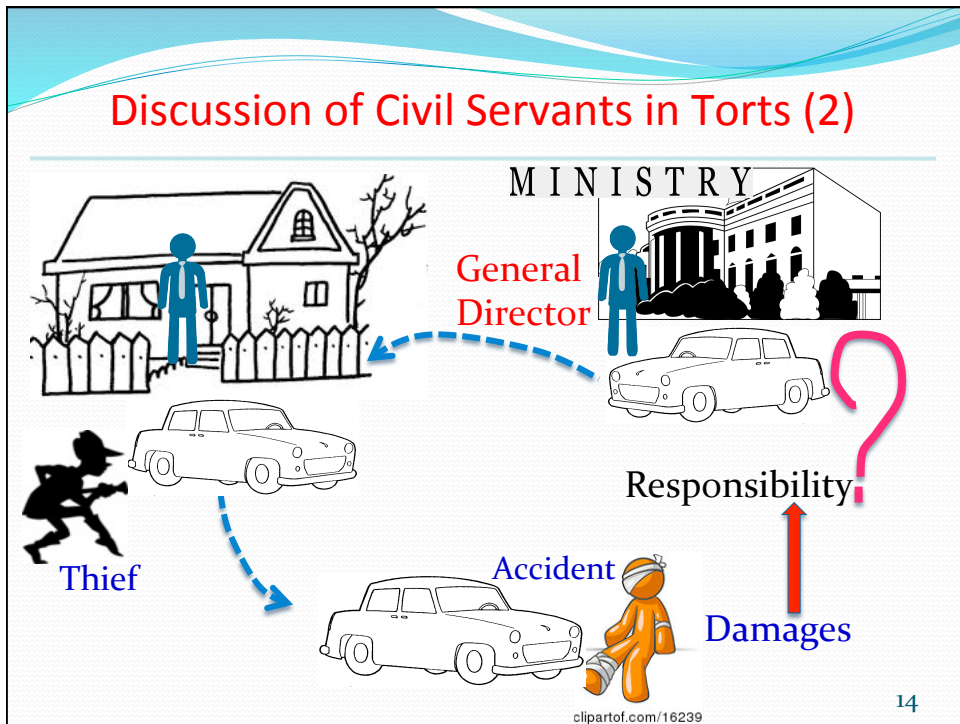 Discussion of Civil Servants in Torts (2)
MINISTRY
General
Director
Responsibility
Accident
Thief
Damages
clipartof.com/16239
14